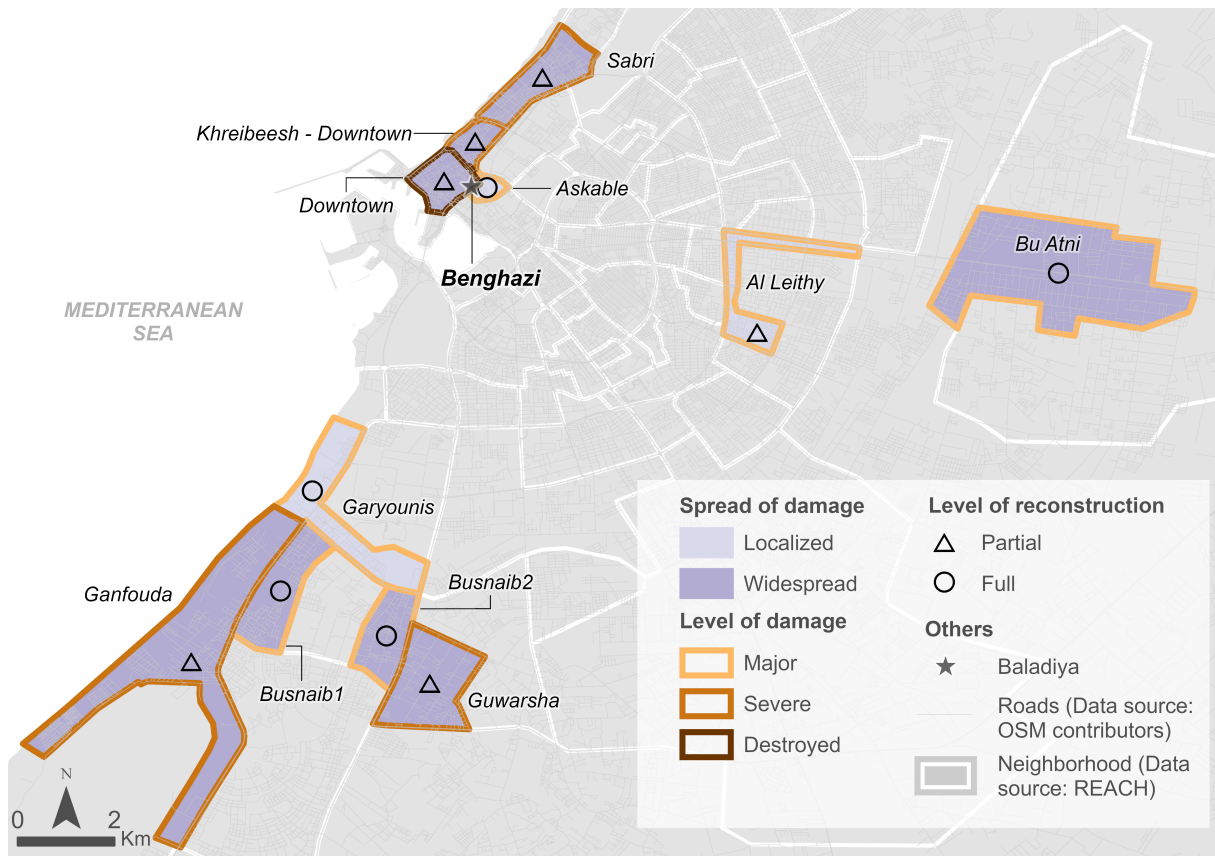 Sabri
Khreibeesh - Downtown
Askable
Downtown
Bu Atni
Benghazi
Al Leithy
MEDITERRANEAN
SEA
Garyounis
Ganfouda
Busnaib2
Busnaib1
Guwarsha
N
0 2
Km
Spread of damage
Localized
Widespread
Level of damage
Major
Severe
Destroyed
Level of reconstruction
Partial
Full
Others
Baladiya
Roads (Data source:
OSM contributors)
Neighborhood (Data
source: REACH)